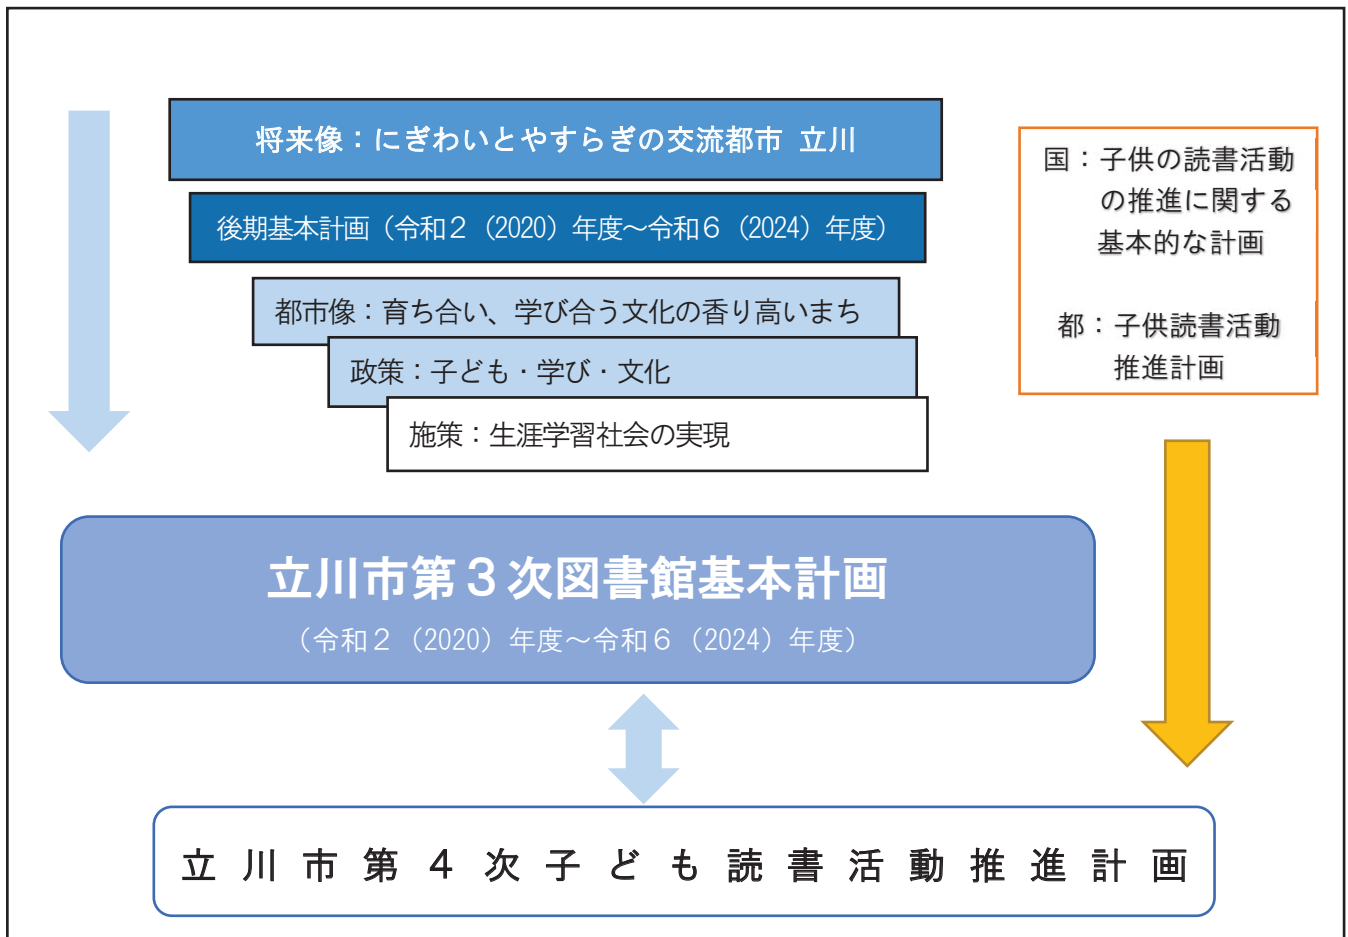 将来像：にぎわいとやすらぎの交流都市 立川
後期基本計画（令和２（2020）年度～令和６（2024）年度）
都市像：育ち合い、学び合う文化の香り高いまち
政策：子ども・学び・文化
施策：生涯学習社会の実現
国：子供の読書活動
の推進に関する
基本的な計画
都：子供読書活動
推進計画
立川市第３次図書館基本計画
（令和２（2020）年度～令和６（2024）年度）
立川市第４次子ども読書活動推進計画